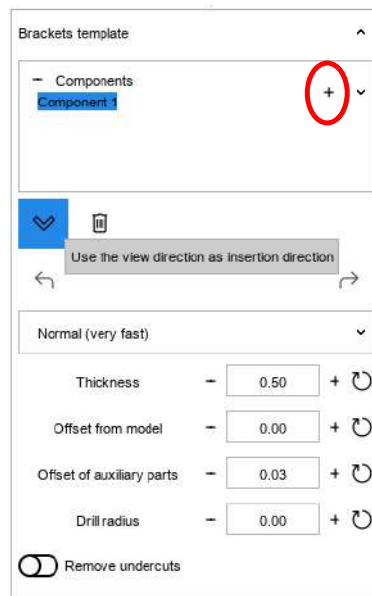 Brackets template
− Components
+
Component 1
Use the view direction as insertion direction
Normal (very fast)
Thickness − 0.50 +
Offset from model − 0.00 +
Offset of auxiliary parts − 0.03 +
Drill radius − 0.00 +
Remove undercuts